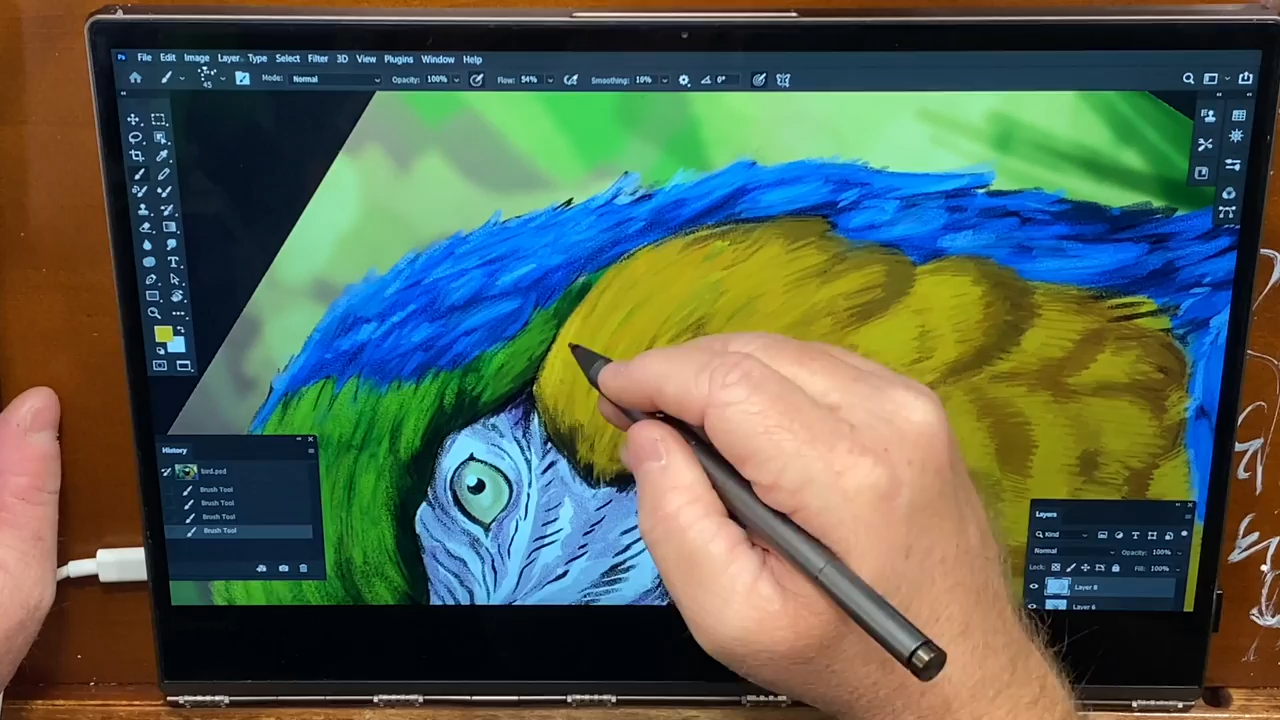 Ps File Edit Image Layer Type Select Filter 3D View Plugins Window Help
45 Mode: Normal Opacity: 100% Flow: 54% Smoothing: 10% 0°
T
History
bird.psd
Brush Tool
Brush Tool
Brush Tool
Brush Tool
Layers
Kind T
Normal Opacity: 100%
Lock: Fill: 100%
Layer 8
Layer 6